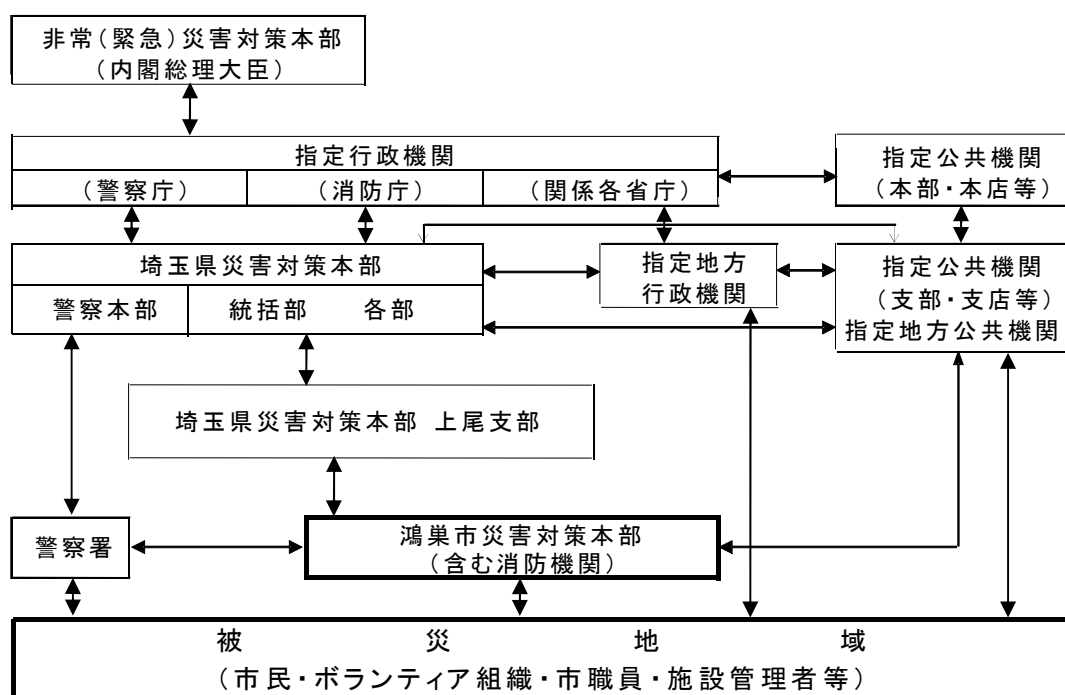 非常(緊急)災害対策本部
(内閣総理大臣)
指定行政機関
(警察庁)
(消防庁)
(関係各省庁)
指定公共機関
(本部・本店等)
埼玉県災害対策本部
警察本部
統括部 各部
指定地方
行政機関
指定公共機関
(支部・支店等)
指定地方公共機関
埼玉県災害対策本部 上尾支部
警察署
鴻巣市災害対策本部
(含む消防機関)
被災地域
(市民・ボランティア組織・市職員・施設管理者等)